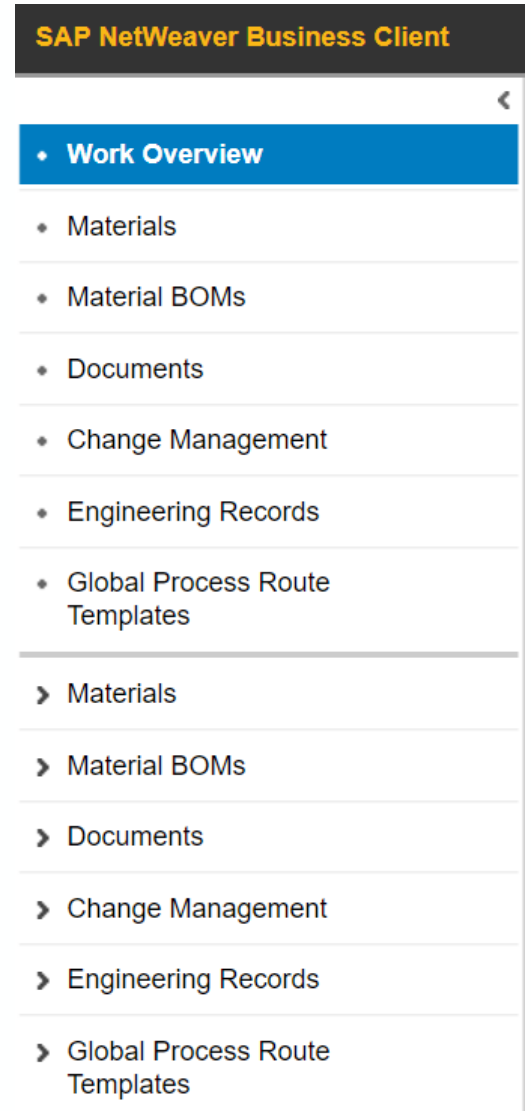 SAP NetWeaver Business Client
Work Overview
Materials
Material BOMs
Documents
Change Management
Engineering Records
Global Process Route
Templates
Materials
Material BOMs
Documents
Change Management
Engineering Records
Global Process Route
Templates